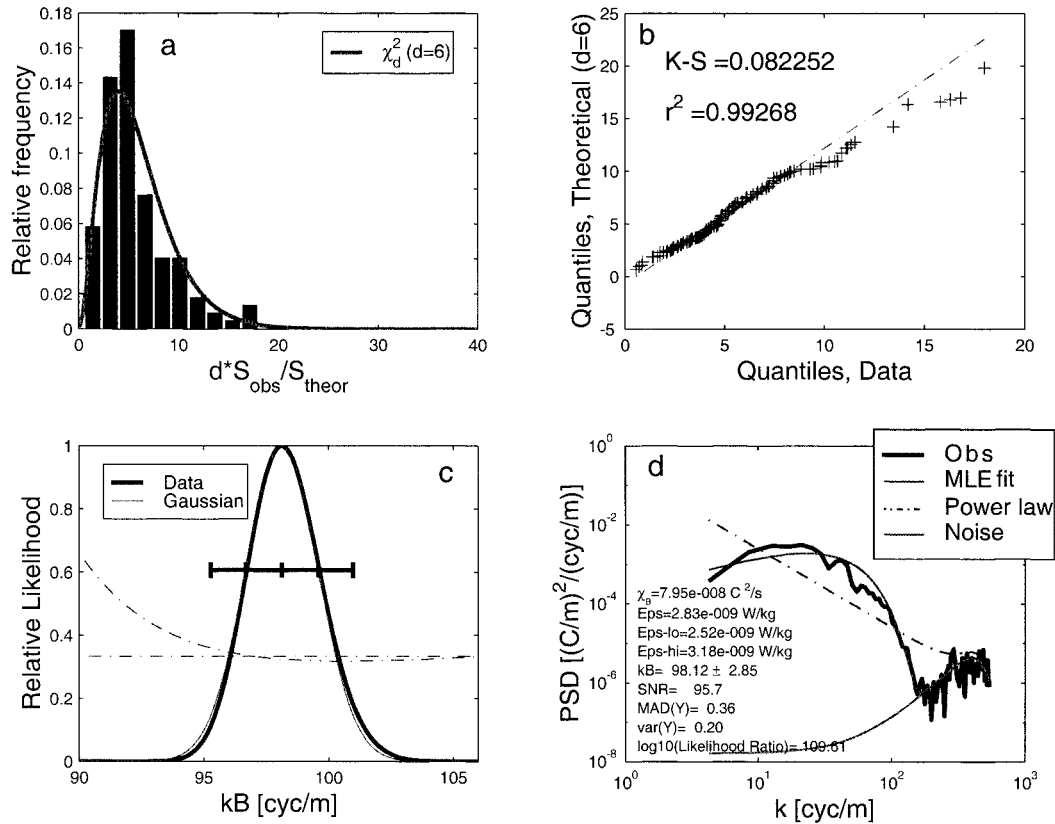 a
χ²d (d=6)
Relative frequency
0.18
0.16
0.14
0.12
0.1
0.08
0.06
0.04
0.02
0
0
10
20
30
40
d*Sobs/Stheor
b
K-S =0.082252
r² =0.99268
Quantiles, Theoretical (d=6)
25
20
15
10
5
0
-5
0
5
10
15
20
Quantiles, Data
c
Data
Gaussian
Relative Likelihood
1
0.8
0.6
0.4
0.2
0
90
95
100
105
kB [cyc/m]
d
Obs
MLE fit
Power law
Noise
PSD [(C/m)²/(cyc/m)]
10⁰
10⁻²
10⁻⁴
10⁻⁶
10⁻⁸
χθ=7.95e-008 C ²/s
Eps=2.83e-009 W/kg
Eps-lo=2.52e-009 W/kg
Eps-hi=3.18e-009 W/kg
kB= 98.12 ± 2.85
SNR= 95.7
MAD(Y)= 0.36
var(Y)= 0.20
log10(Likelihood Ratio)= 109.61
10⁰
10¹
10²
10³
k [cyc/m]